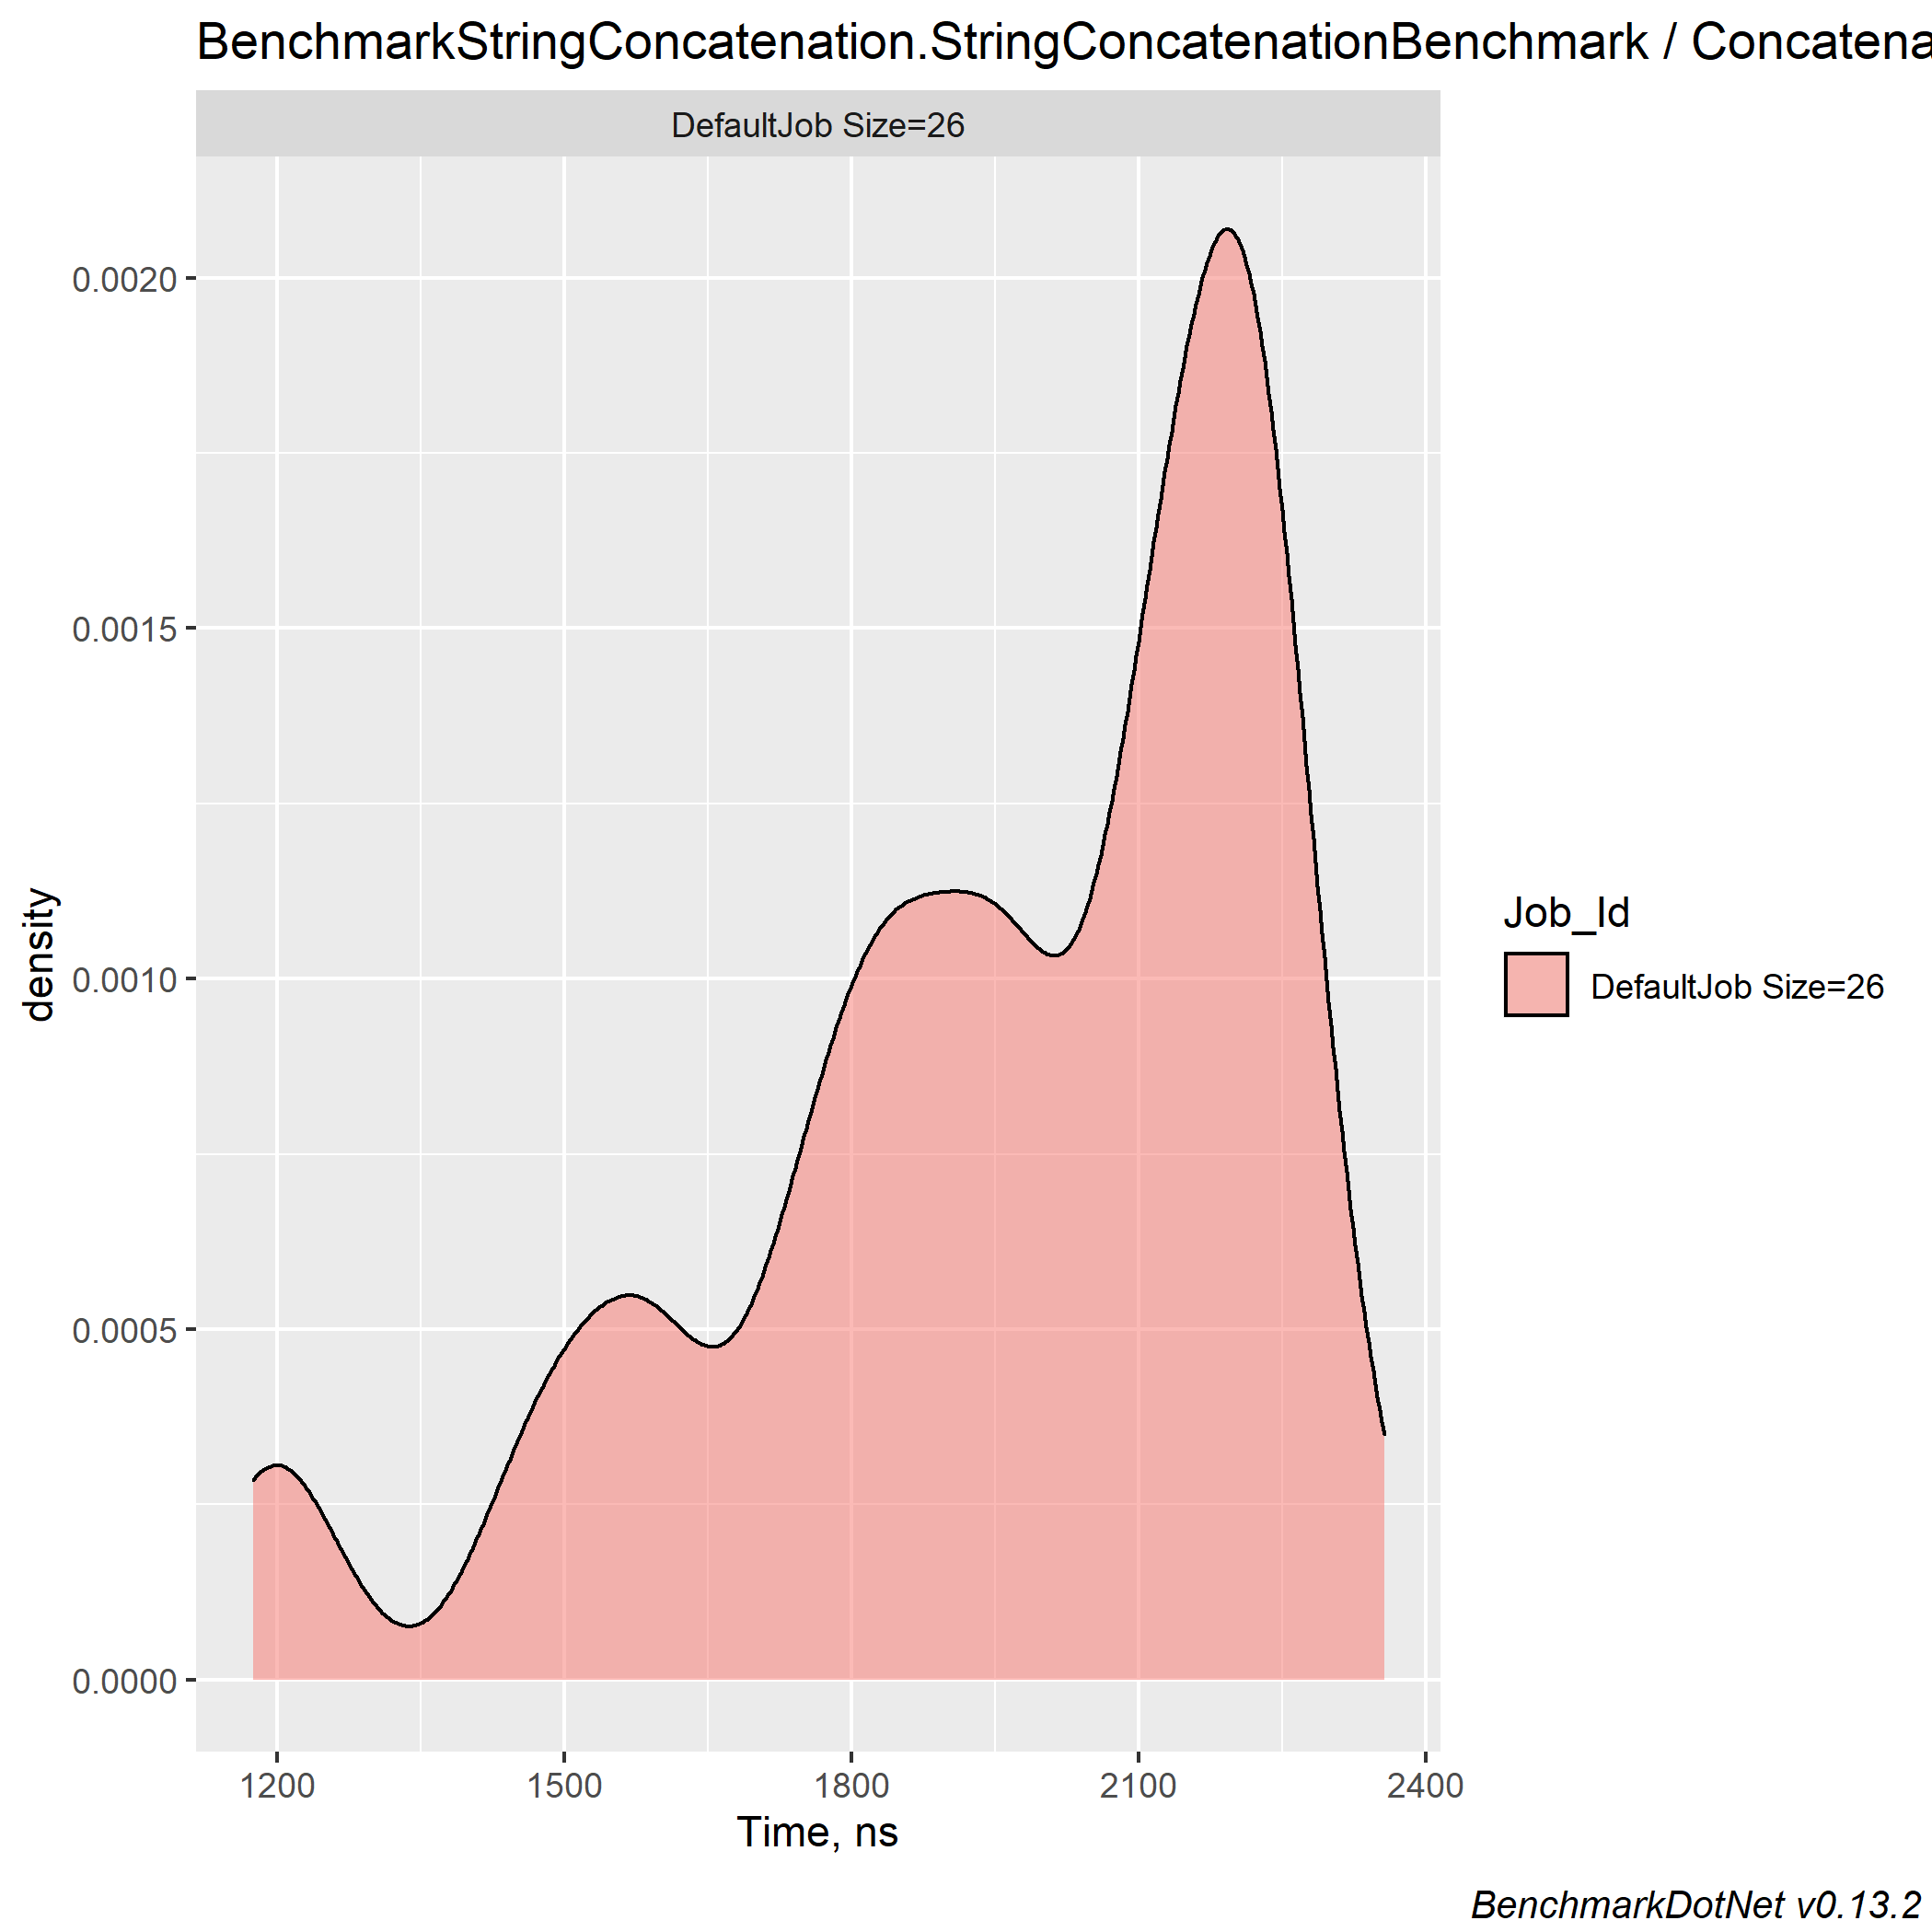 BenchmarkStringConcatenation.StringConcatenationBenchmark / Concatena
DefaultJob Size=26
0.0020
0.0015
0.0010
0.0005
0.0000
density
1200 1500 1800 2100 2400
Time, ns
Job_Id
DefaultJob Size=26
BenchmarkDotNet v0.13.2